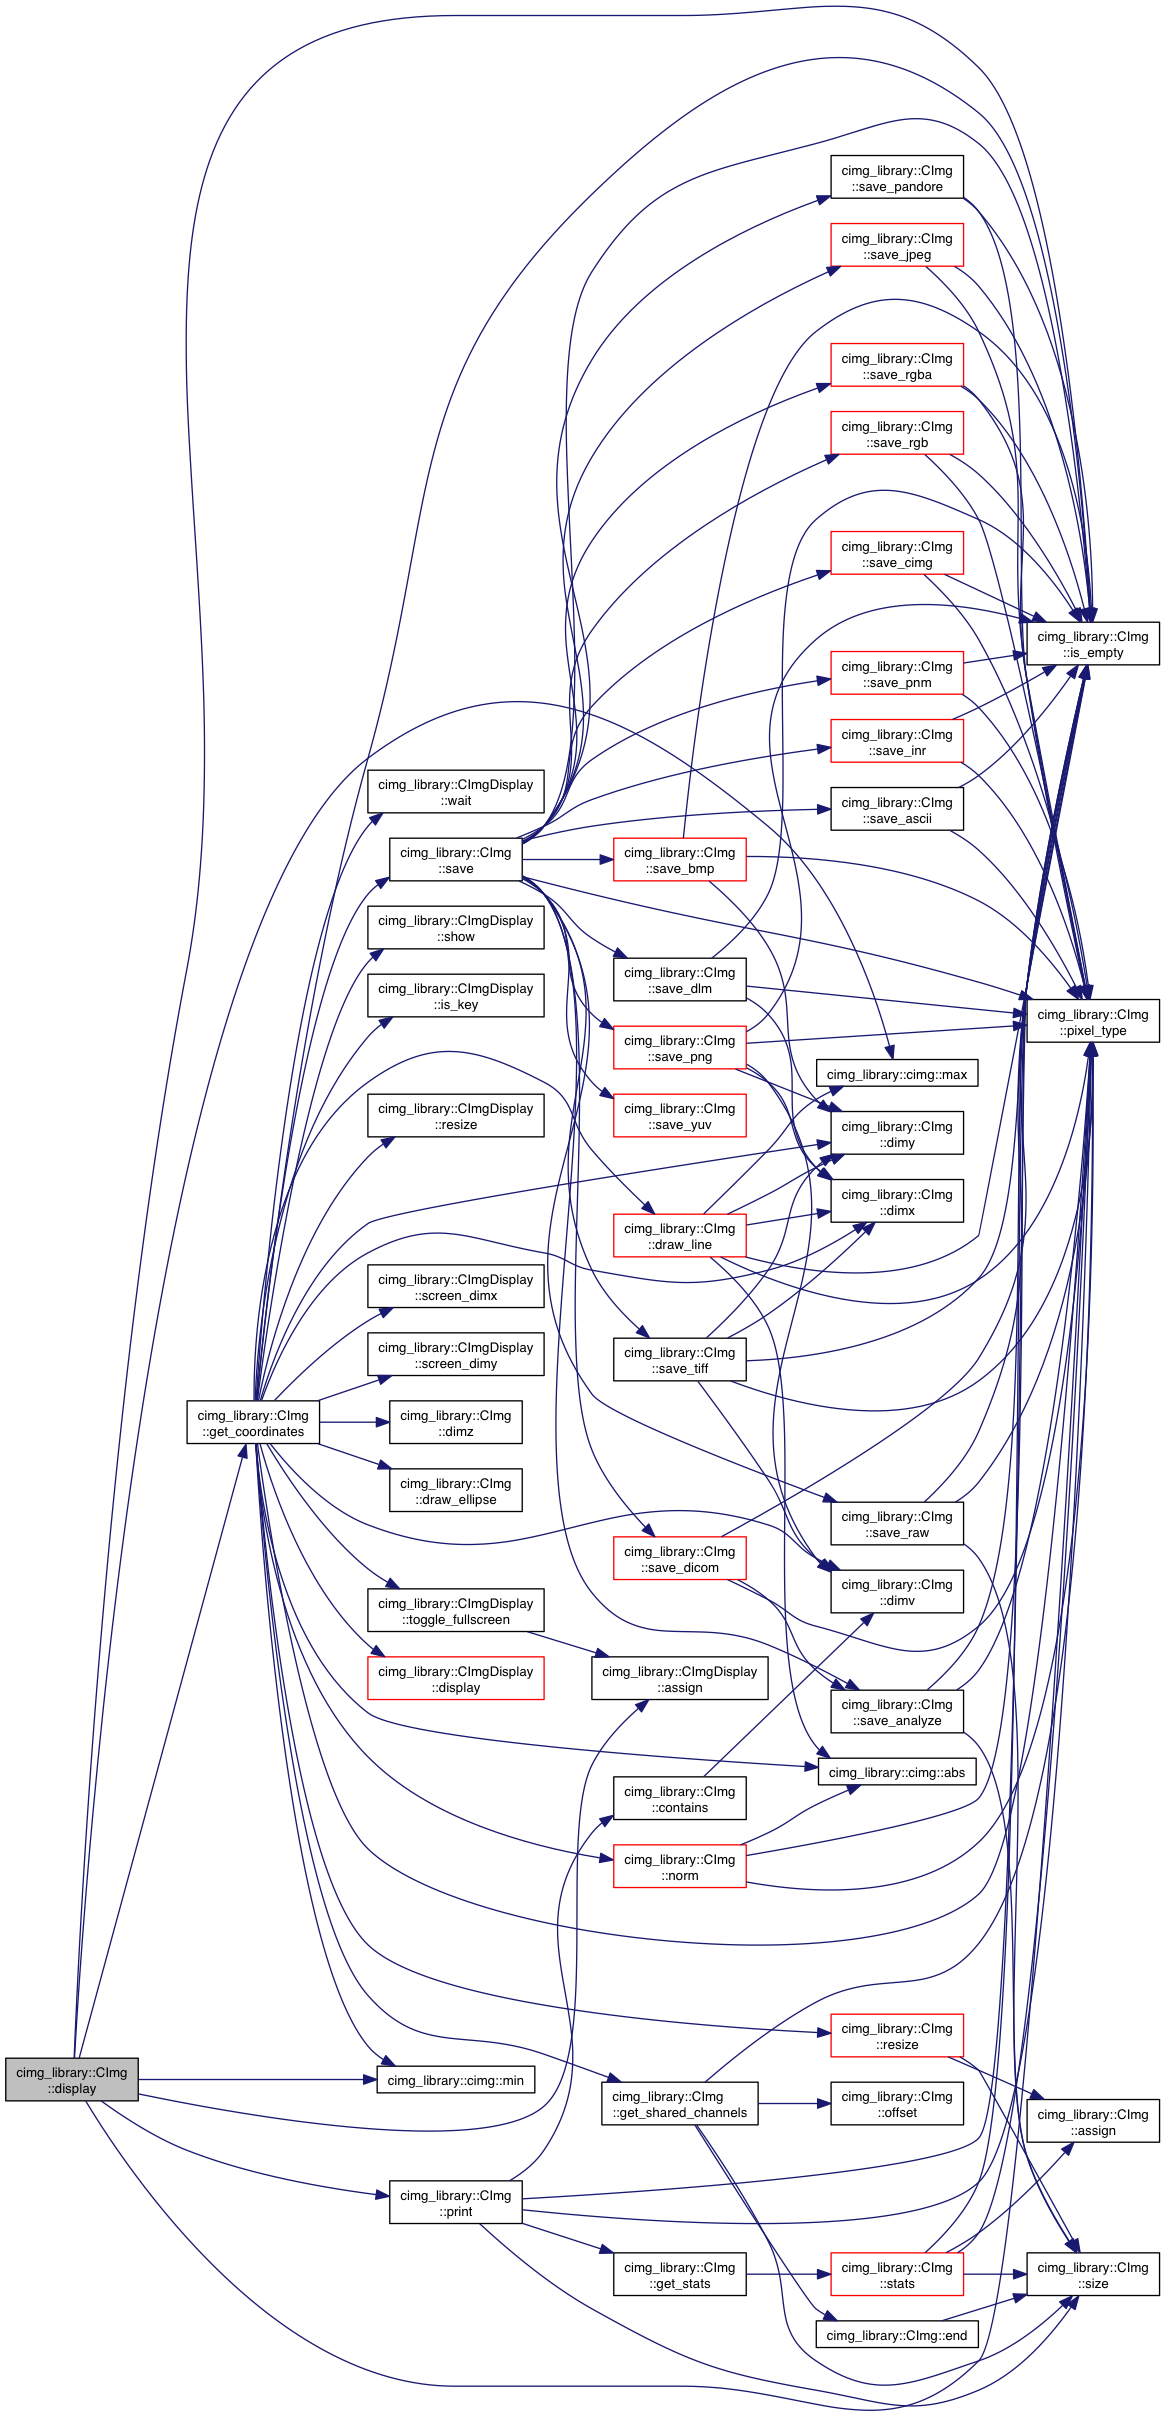 cimg_library::CImg
::save_pandore
cimg_library::CImg
::save_jpeg
cimg_library::CImg
::save_rgba
cimg_library::CImg
::save_rgb
cimg_library::CImg
::save_cimg
cimg_library::CImg
::is_empty
cimg_library::CImg
::save_pnm
cimg_library::CImg
::save_inr
cimg_library::CImgDisplay
::wait
cimg_library::CImg
::save_ascii
cimg_library::CImg
::save
cimg_library::CImg
::save_bmp
cimg_library::CImgDisplay
::show
cimg_library::CImgDisplay
::is_key
cimg_library::CImg
::save_dlm
cimg_library::CImg
::pixel_type
cimg_library::CImg
::save_png
cimg_library::cimg::max
cimg_library::CImgDisplay
::resize
cimg_library::CImg
::save_yuv
cimg_library::CImg
::dimy
cimg_library::CImg
::dimx
cimg_library::CImg
::draw_line
cimg_library::CImgDisplay
::screen_dimx
cimg_library::CImgDisplay
::screen_dimy
cimg_library::CImg
::save_tiff
cimg_library::CImg
::get_coordinates
cimg_library::CImg
::dimz
cimg_library::CImg
::draw_ellipse
cimg_library::CImg
::save_raw
cimg_library::CImg
::save_dicom
cimg_library::CImg
::dimv
cimg_library::CImgDisplay
::toggle_fullscreen
cimg_library::CImgDisplay
::display
cimg_library::CImgDisplay
::assign
cimg_library::CImg
::save_analyze
cimg_library::cimg::abs
cimg_library::CImg
::contains
cimg_library::CImg
::norm
cimg_library::CImg
::resize
cimg_library::CImg
::display
cimg_library::cimg::min
cimg_library::CImg
::get_shared_channels
cimg_library::CImg
::offset
cimg_library::CImg
::assign
cimg_library::CImg
::print
cimg_library::CImg
::get_stats
cimg_library::CImg
::stats
cimg_library::CImg
::size
cimg_library::CImg::end